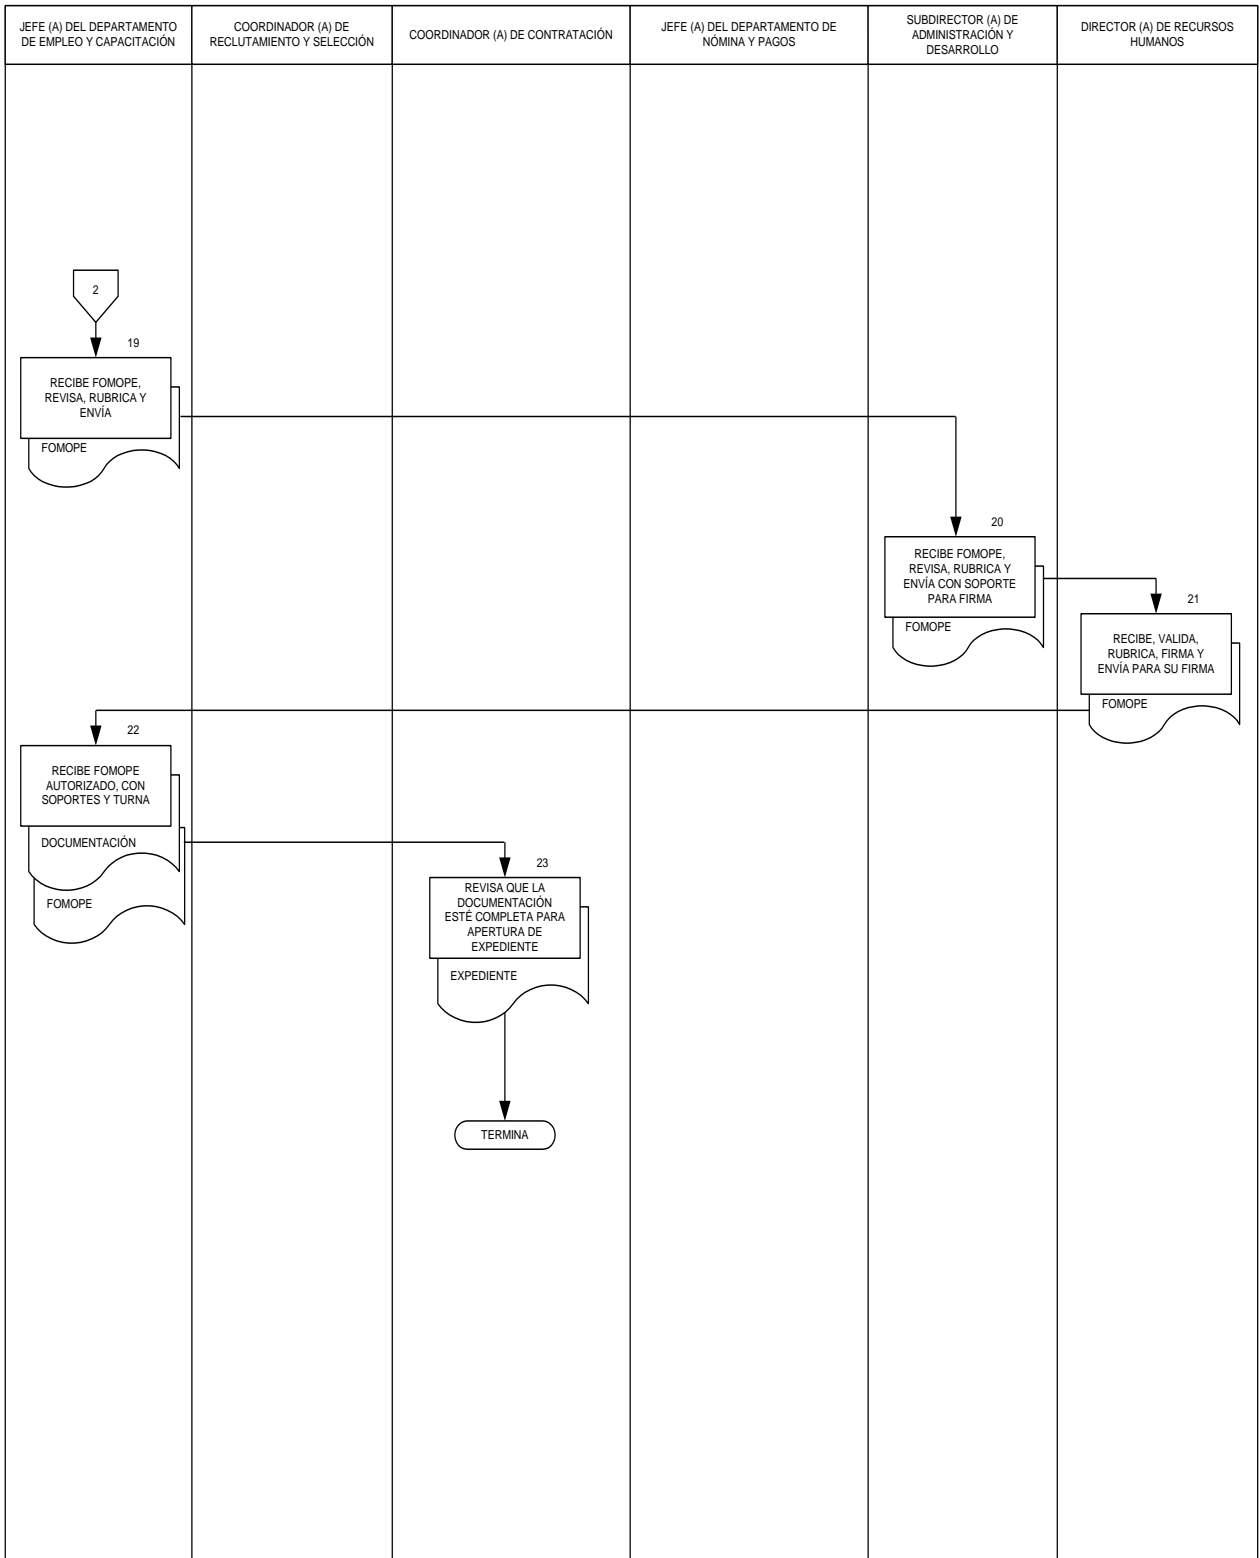 JEFE (A) DEL DEPARTAMENTO
DE EMPLEO Y CAPACITACIÓN
COORDINADOR (A) DE
RECLUTAMIENTO Y SELECCIÓN
COORDINADOR (A) DE CONTRATACIÓN
JEFE (A) DEL DEPARTAMENTO DE
NÓMINA Y PAGOS
SUBDIRECTOR (A) DE
ADMINISTRACIÓN Y
DESARROLLO
DIRECTOR (A) DE RECURSOS
HUMANOS
2
19
RECIBE FOMOPE,
REVISA, RUBRICA Y
ENVÍA
FOMOPE
20
RECIBE FOMOPE,
REVISA, RUBRICA Y
ENVÍA CON SOPORTE
PARA FIRMA
FOMOPE
21
RECIBE, VALIDA,
RUBRICA, FIRMA Y
ENVÍA PARA SU FIRMA
FOMOPE
22
RECIBE FOMOPE
AUTORIZADO, CON
SOPORTES Y TURNA
DOCUMENTACIÓN
FOMOPE
23
REVISA QUE LA
DOCUMENTACIÓN
ESTÉ COMPLETA PARA
APERTURA DE
EXPEDIENTE
EXPEDIENTE
TERMINA